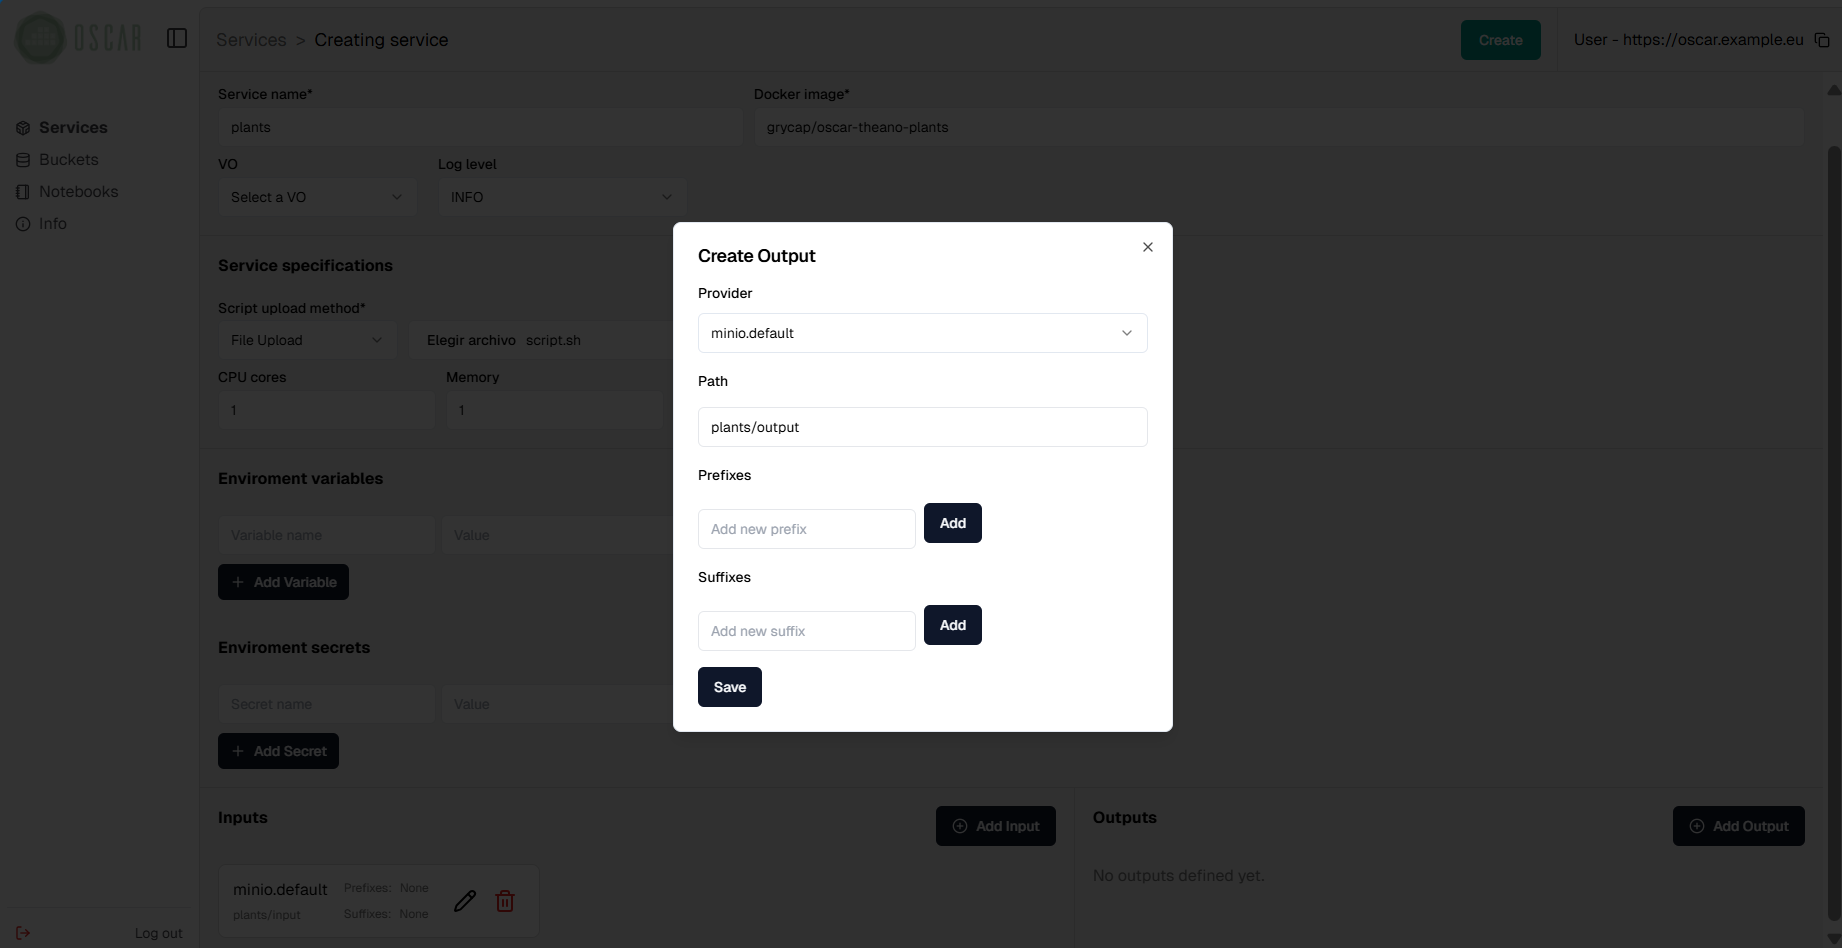 OSCAR
Services > Creating service
Create
User - https://oscar.example.eu
Services
Buckets
Notebooks
Info
Log out
Service name*
Docker image*
plants
grycap/oscar-theano-plants
VO
Log level
Select a VO
INFO
Service specifications
Script upload method*
File Upload
Elegir archivo script.sh
CPU cores
Memory
1
1
Enviroment variables
Variable name
Value
Add Variable
Enviroment secrets
Secret name
Value
Add Secret
Inputs
Add Input
minio.default
plants/input
Prefixes: None
Suffixes: None
Outputs
Add Output
No outputs defined yet.
Create Output
Provider
minio.default
Path
plants/output
Prefixes
Add new prefix
Add
Suffixes
Add new suffix
Add
Save